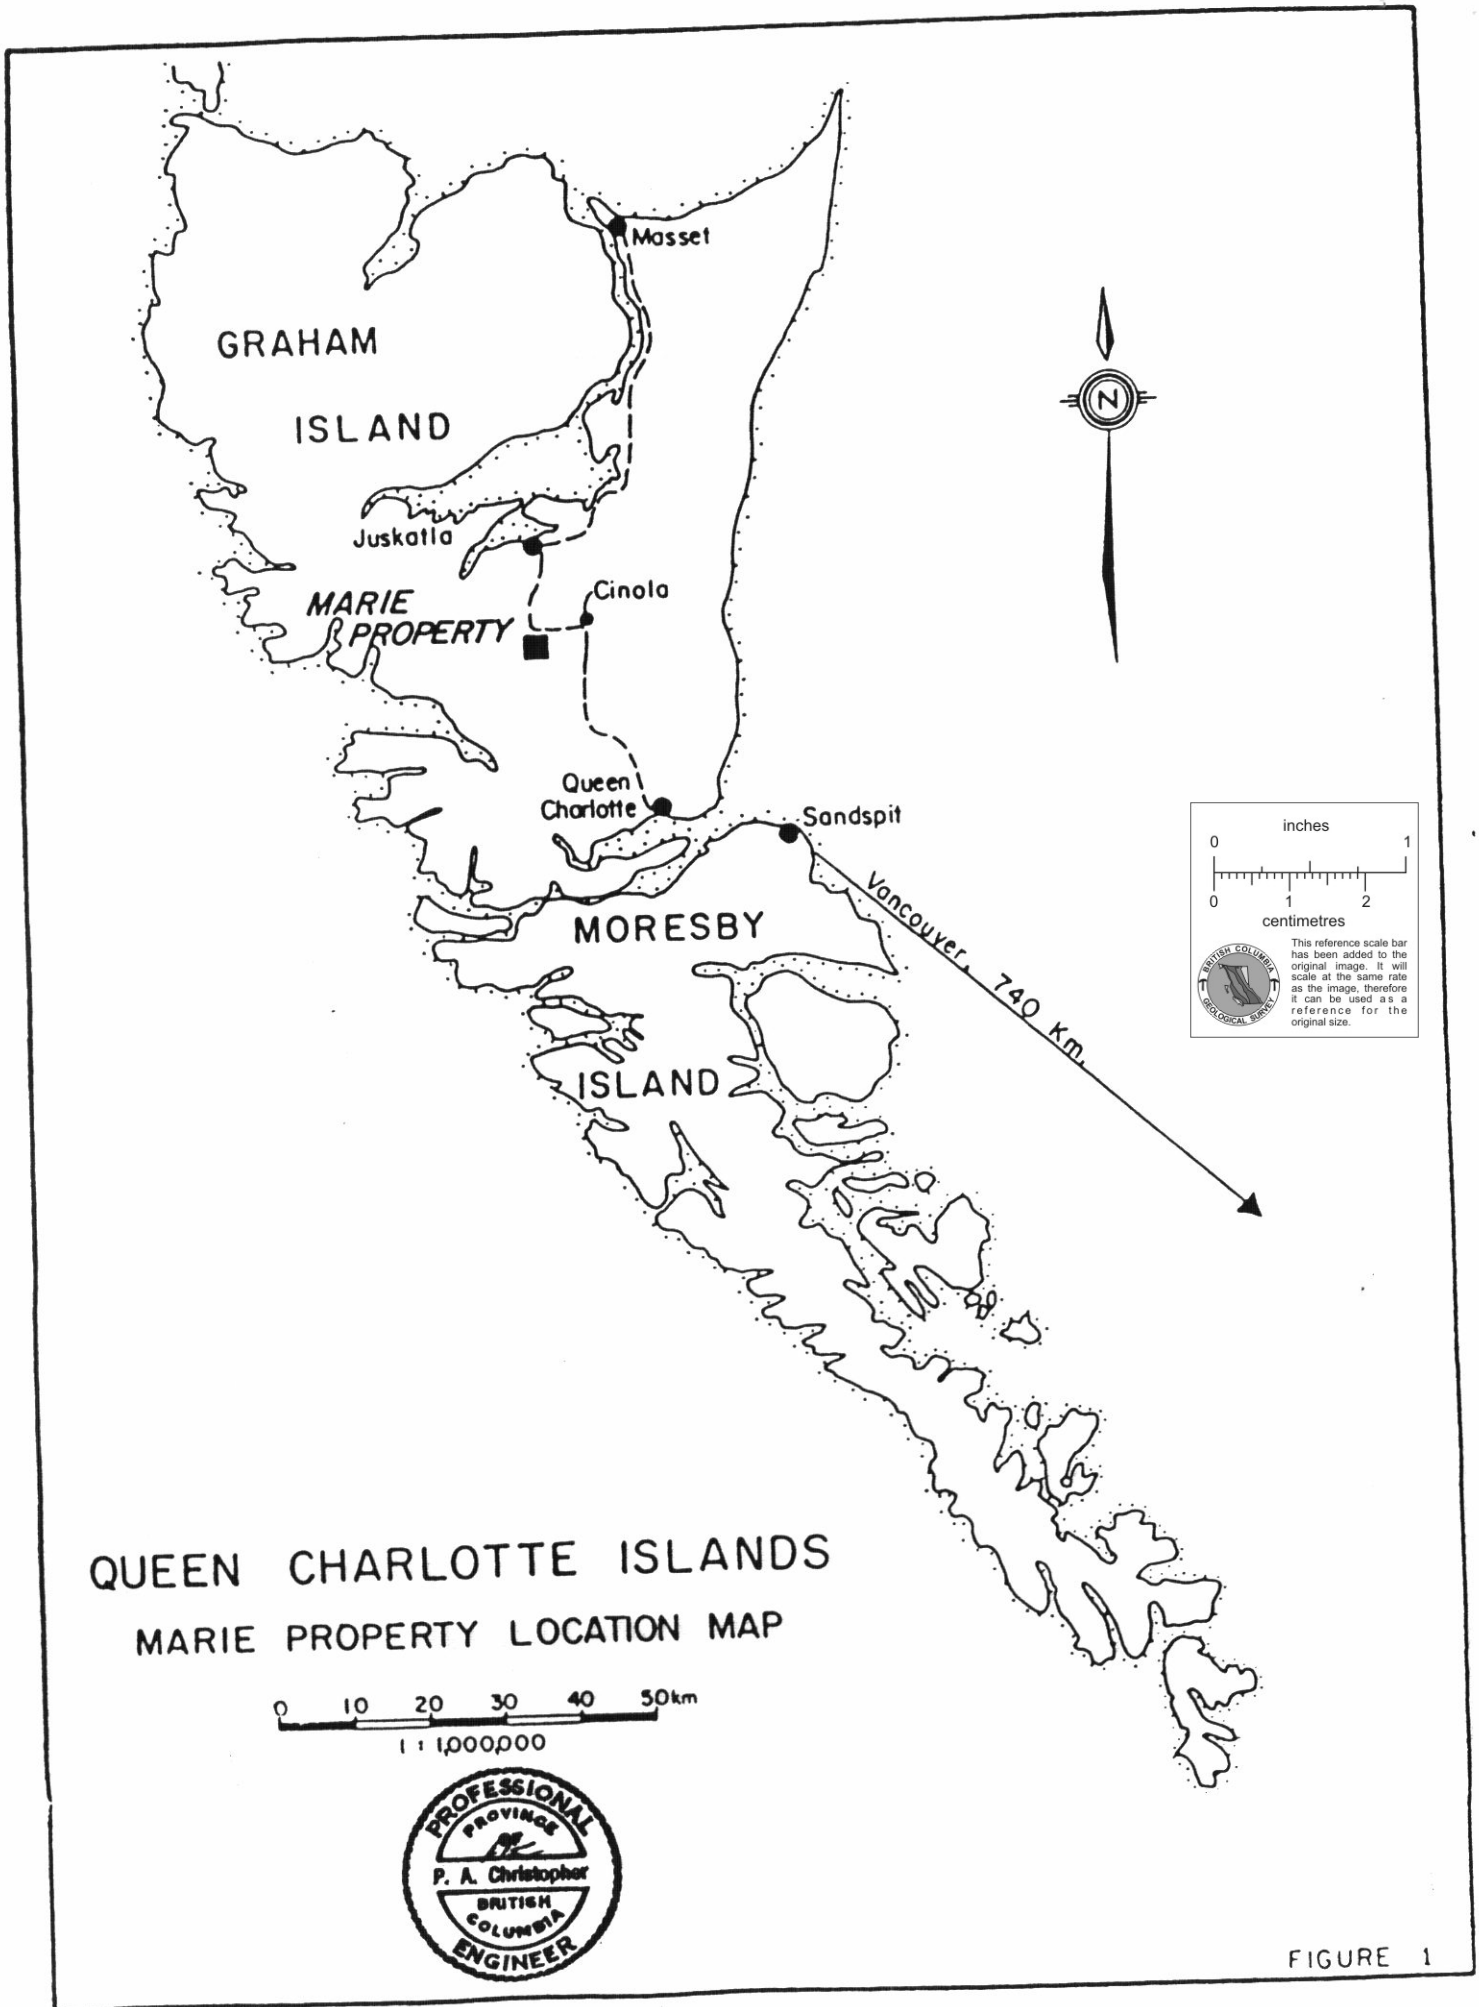 Masset
GRAHAM
ISLAND
N
Juskatla
Cinola
MARIE
PROPERTY
Queen
Charlotte
Sandspit
Vancouver, 740 Km.
MORESBY
ISLAND
inches
0 1
0 1 2
centimetres
This reference scale bar
has been added to the
original image. It will
scale at the same rate
as the image, therefore
it can be used as a
reference for the
original size.
BRITISH COLUMBIA
GEOLOGICAL SURVEY
QUEEN CHARLOTTE ISLANDS
MARIE PROPERTY LOCATION MAP
0 10 20 30 40 50km
1 : 1,000,000
PROFESSIONAL
PROVINCE
OF
P. A. Christopher
BRITISH
COLUMBIA
ENGINEER
FIGURE 1